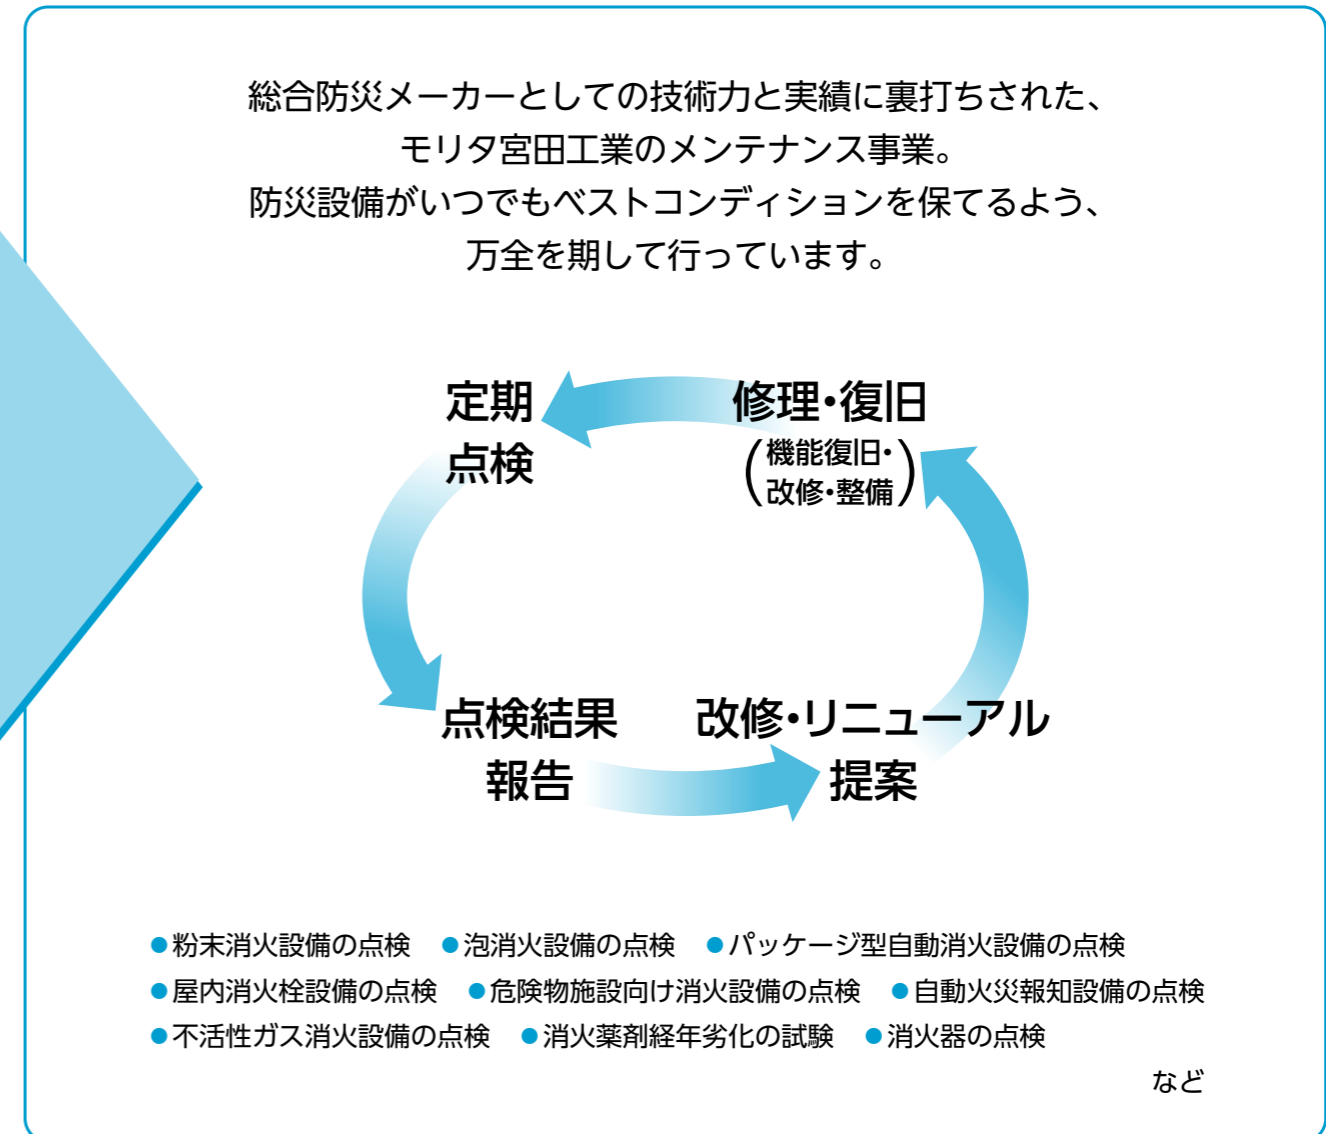 総合防災メーカーとしての技術力と実績に裏打ちされた、
モリタ宮田工業のメンテナンス事業。
防災設備がいつでもベストコンディションを保てるよう、
万全を期して行っています。
定期
点検
修理・復旧
(機能復旧・
改修・整備)
点検結果
報告
改修・リニューアル
提案
●粉末消火設備の点検 ●泡消火設備の点検 ●パッケージ型自動消火設備の点検
●屋内消火栓設備の点検 ●危険物施設向け消火設備の点検 ●自動火災報知設備の点検
●不活性ガス消火設備の点検 ●消火薬剤経年劣化の試験 ●消火器の点検
など